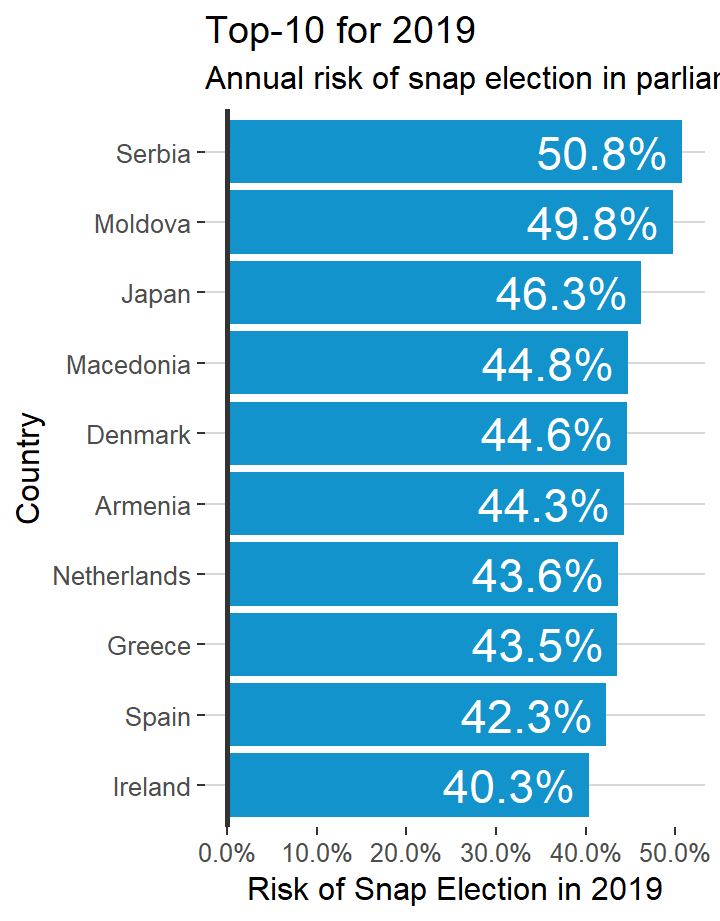 Top-10 for 2019
Annual risk of snap election in
Serbia 50.8%
Moldova 49.8%
Japan 46.3%
Macedonia 44.8%
Denmark 44.6%
Armenia 44.3%
Netherlands 43.6%
Greece 43.5%
Spain 42.3%
Ireland 40.3%
Country
0.0% 10.0% 20.0% 30.0% 40.0% 50.0%
Risk of Snap Election in 2019